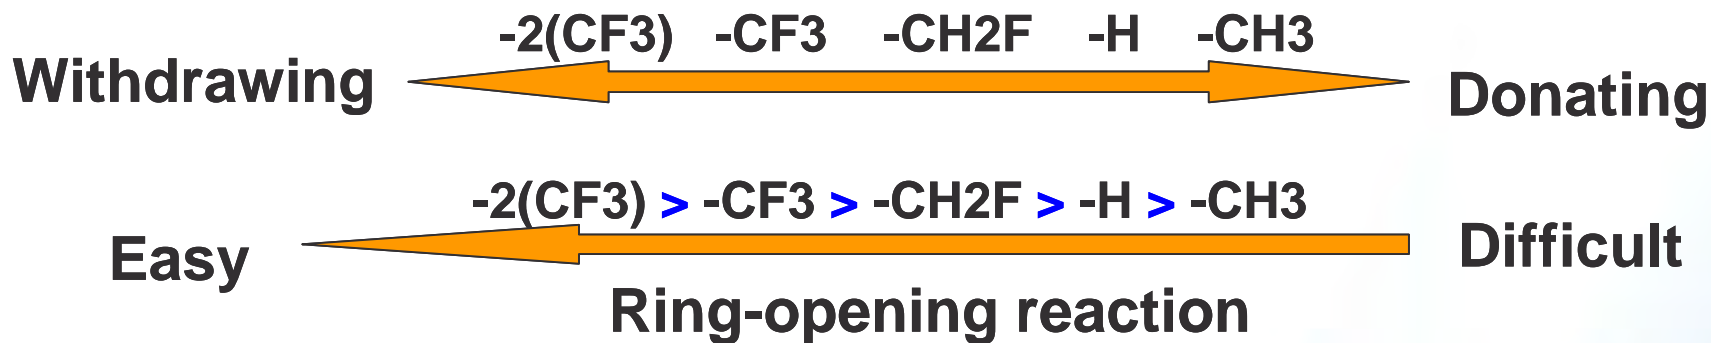 -2(CF3) -CF3 -CH2F -H -CH3
Withdrawing Donating
-2(CF3) > -CF3 > -CH2F > -H > -CH3
Easy Difficult
Ring-opening reaction